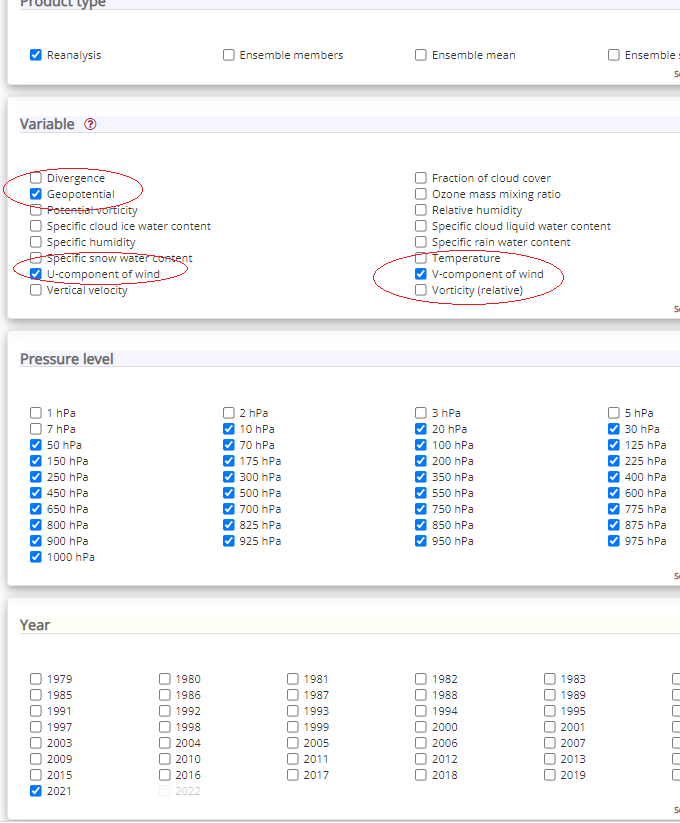 Product type
Reanalysis Ensemble members Ensemble mean Ensemble
Variable ?
Divergence Fraction of cloud cover
Geopotential Ozone mass mixing ratio
Potential vorticity Relative humidity
Specific cloud ice water content Specific cloud liquid water content
Specific humidity Specific rain water content
Specific snow water content Temperature
U-component of wind V-component of wind
Vertical velocity Vorticity (relative)
Pressure level
1 hPa 2 hPa 3 hPa 5 hPa
7 hPa 10 hPa 20 hPa 30 hPa
50 hPa 70 hPa 100 hPa 125 hPa
150 hPa 175 hPa 200 hPa 225 hPa
250 hPa 300 hPa 350 hPa 400 hPa
450 hPa 500 hPa 550 hPa 600 hPa
650 hPa 700 hPa 750 hPa 775 hPa
800 hPa 825 hPa 850 hPa 875 hPa
900 hPa 925 hPa 950 hPa 975 hPa
1000 hPa
Year
1979 1980 1981 1982 1983
1985 1986 1987 1988 1989
1991 1992 1993 1994 1995
1997 1998 1999 2000 2001
2003 2004 2005 2006 2007
2009 2010 2011 2012 2013
2015 2016 2017 2018 2019
2021 2022